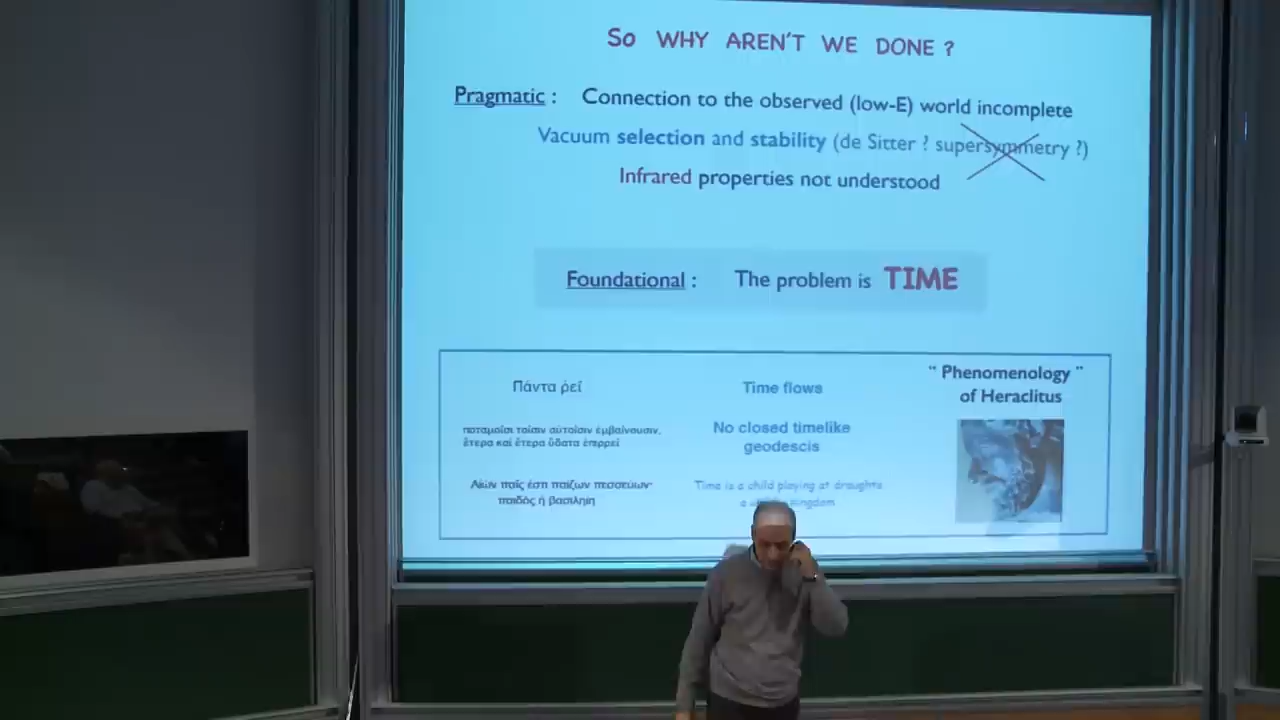 So WHY AREN'T WE DONE ?
Pragmatic : Connection to the observed (low-E) world incomplete
Vacuum selection and stability (de Sitter ? supersymmetry ?)
Infrared properties not understood
Foundational : The problem is TIME
Πάντα ῥεῖ
Time flows
" Phenomenology "
of Heraclitus
ποταμοῖσι τοῖσιν αὐτοῖσιν ἐμβαίνουσιν,
ἕτερα καὶ ἕτερα ὕδατα ἐπιρρεῖ
No closed timelike
geodescis
Αἰών παῖς ἐστι παίζων πεσσεύων·
παιδὸς ἡ βασιληίη
Time is a child playing at draughts
a kingdom